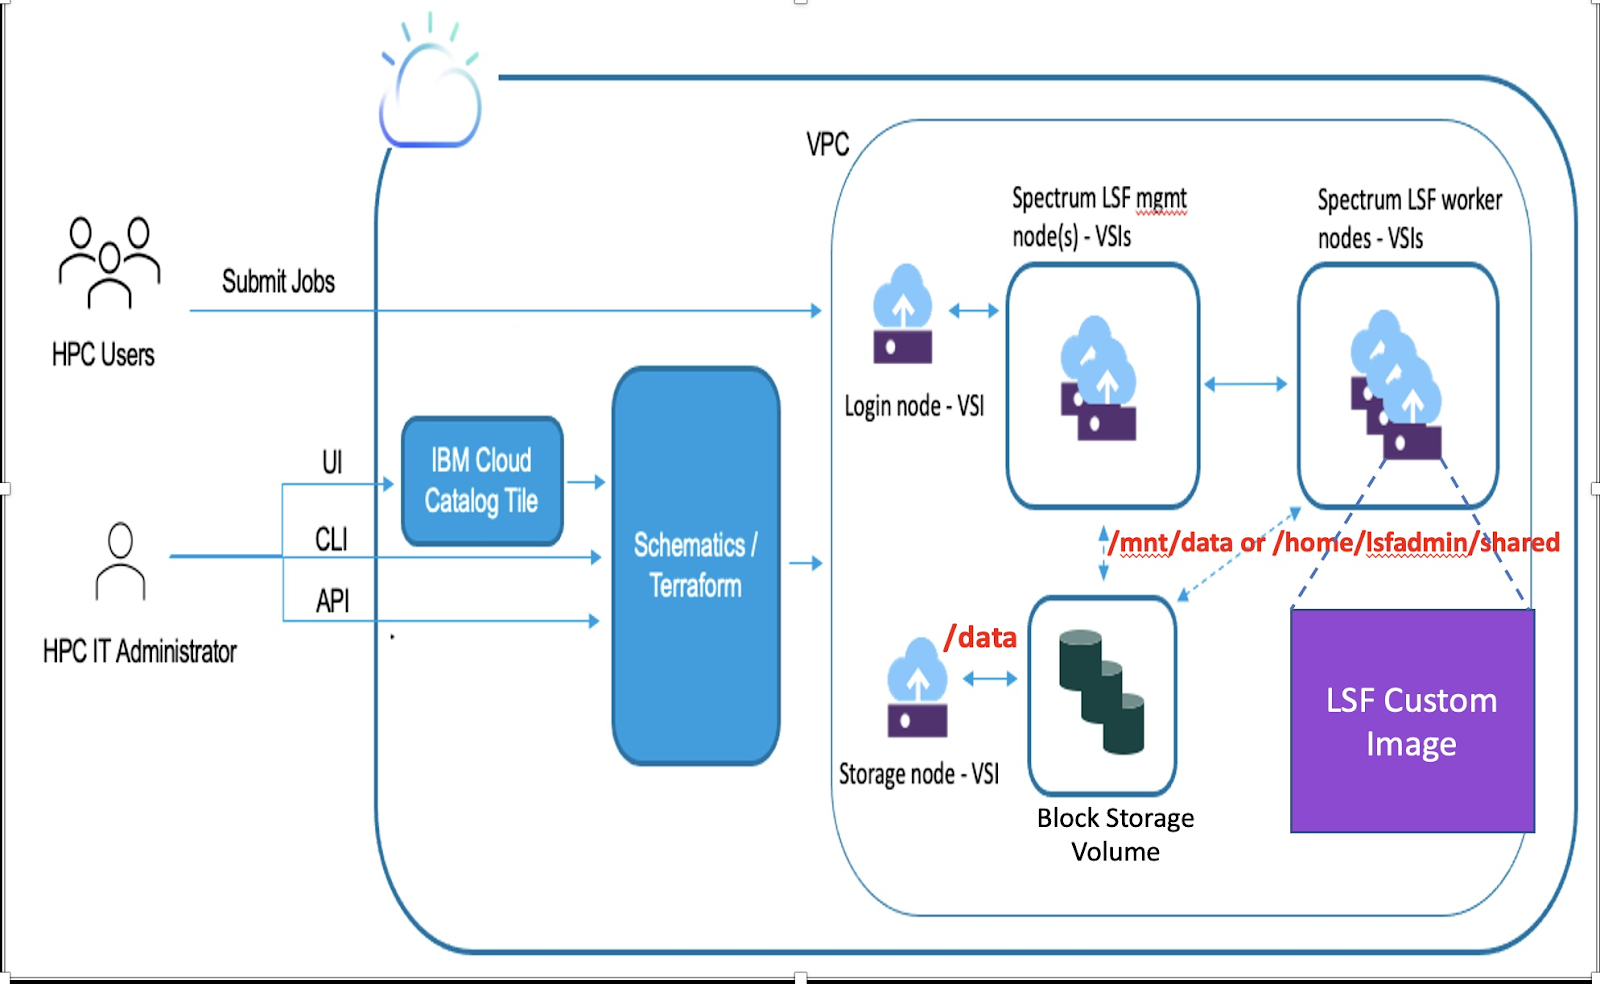 VPC
Spectrum LSF mgmt
node(s) - VSIs
Spectrum LSF worker
nodes - VSIs
Submit Jobs
HPC Users
Login node - VSI
UI
IBM Cloud
Catalog Tile
CLI
API
HPC IT Administrator
Schematics /
Terraform
/mnt/data or /home/lsfadmin/shared
/data
Storage node - VSI
Block Storage
Volume
LSF Custom
Image